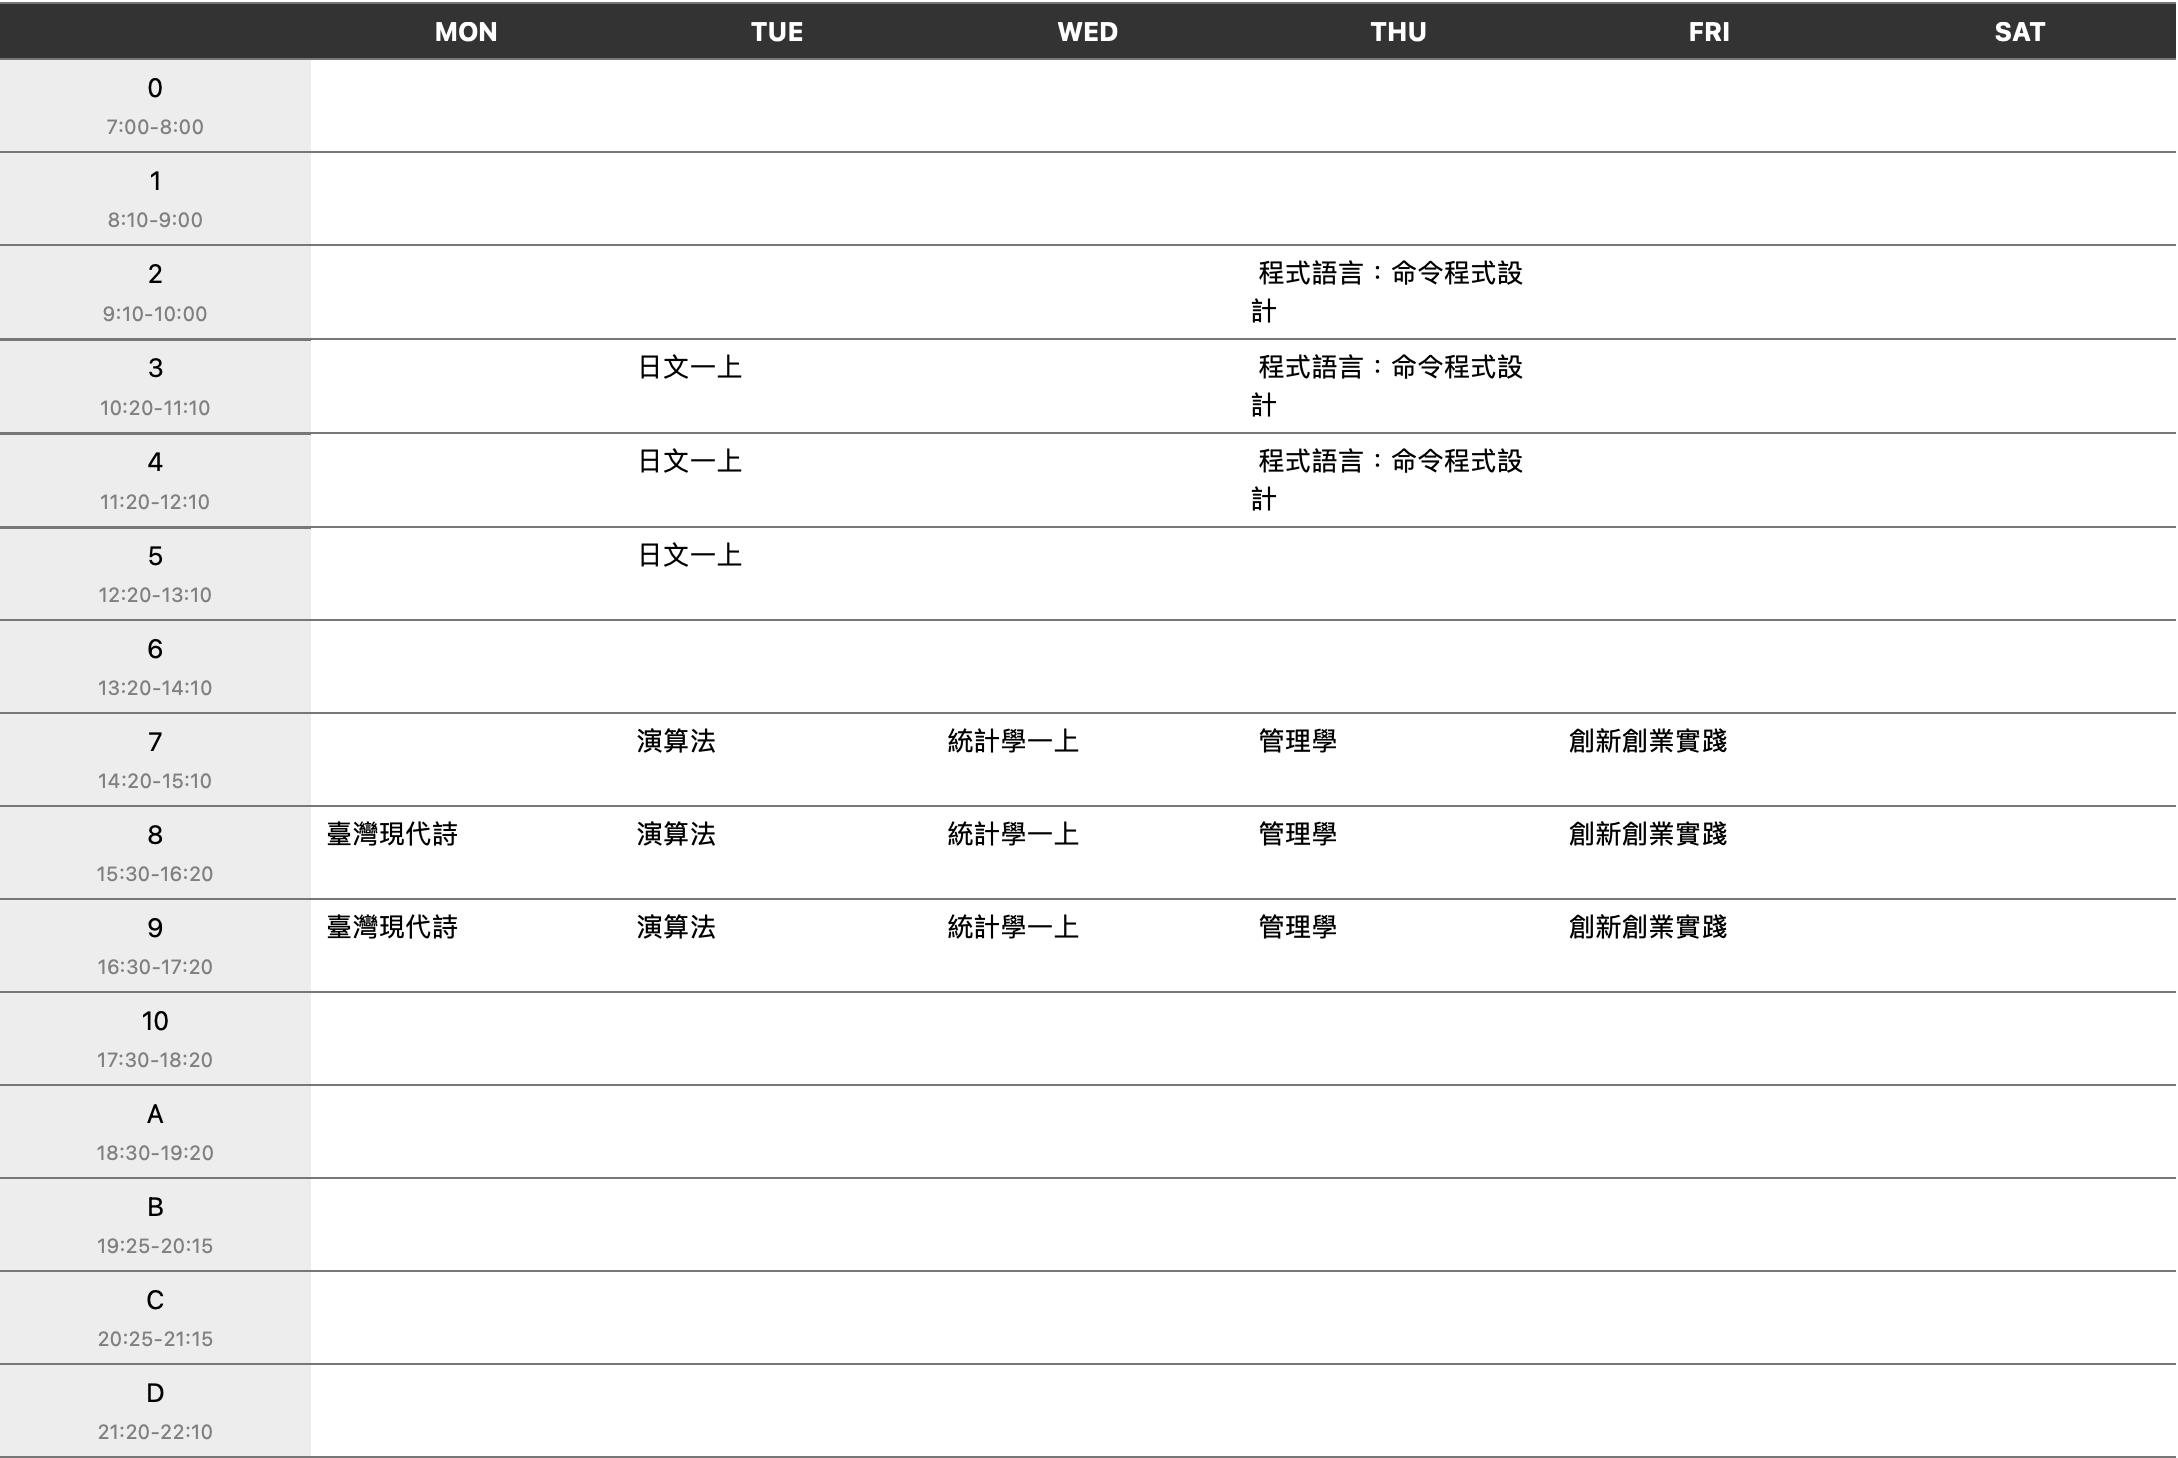 MON TUE WED THU FRI SAT
0
7:00-8:00
1
8:10-9:00
2 程式語言：命令程式設
計
9:10-10:00
3 日文一上 程式語言：命令程式設
計
10:20-11:10
4 日文一上 程式語言：命令程式設
計
11:20-12:10
5 日文一上
12:20-13:10
6
13:20-14:10
7 演算法 統計學一上 管理學 創新創業實踐
14:20-15:10
8 臺灣現代詩 演算法 統計學一上 管理學 創新創業實踐
15:30-16:20
9 臺灣現代詩 演算法 統計學一上 管理學 創新創業實踐
16:30-17:20
10
17:30-18:20
A
18:30-19:20
B
19:25-20:15
C
20:25-21:15
D
21:20-22:10